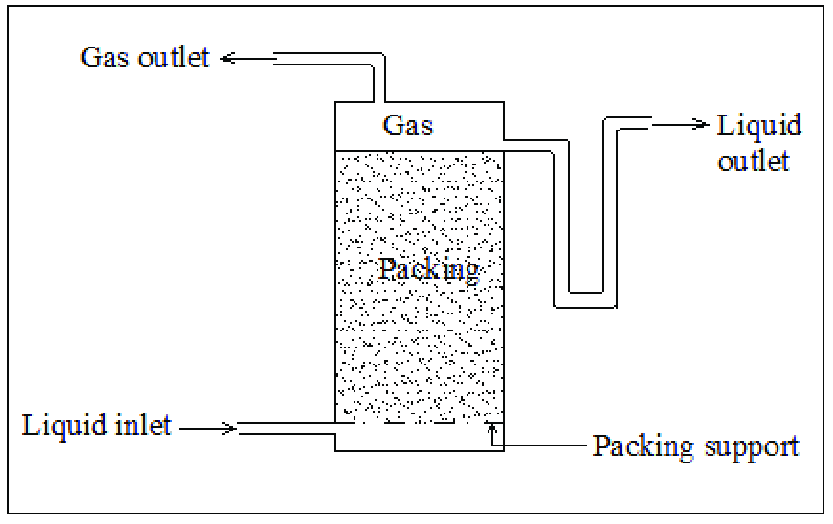 Gas outlet
Gas
Liquid
outlet
Packing
Liquid inlet
Packing support